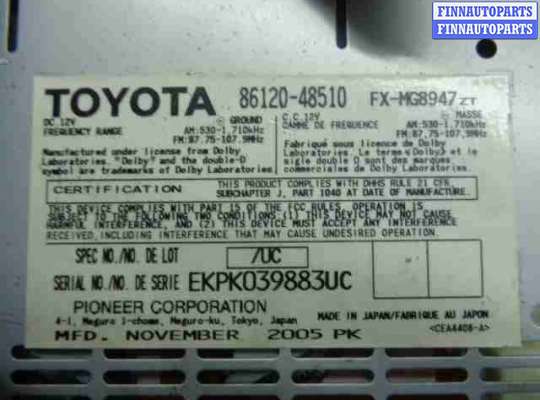 FINNAUTOPARTS
FINNAUTOPARTS
FINNAUTOPARTS
TOYOTA 86120-48510 FX-MG8947ZT
DC 12V ⊖ GROUND C.C 12V ⊖ MASSE
FREQUENCY RANGE AM:530-1,710kHz GAMME DE FREQUENCE AM:530-1,710kHz
FM:87.75-107.9MHz FM:87.75-107.9MHz
Manufactured under license from Dolby Fabriqué sous licence de Dolby
Laboratories. "Dolby" and the double-D Laboratories. Le terme «Dolby» et le
symbol are trademarks of Dolby Laboratories. sigle double D sont des marques
commerciales de Dolby Laboratories.
CERTIFICATION THIS PRODUCT COMPLIES WITH DHHS RULE 21 CFR
SUBCHAPTER J, PART 1040 AT DATE OF MANUFACTURE.
THIS DEVICE COMPLIES WITH PART 15 OF THE FCC RULES. OPERATION IS
SUBJECT TO THE FOLLOWING TWO CONDITIONS:(1) THIS DEVICE MAY NOT CAUSE
HARMFUL INTERFERENCE, AND (2) THIS DEVICE MUST ACCEPT ANY INTERFERENCE
RECEIVED,INCLUDING INTERFERENCE THAT MAY CAUSE UNDESIRED OPERATION.
SPEC NO./NO. DE LOT /UC
SERIAL NO./NO. DE SERIE EKPK039883UC
PIONEER CORPORATION
4-1, Meguro 1-chome, Meguro-ku, Tokyo, Japan MADE IN JAPAN/FABRIQUÉ AU JAPON
MFD. NOVEMBER 2005 PK <CEA4408-A>